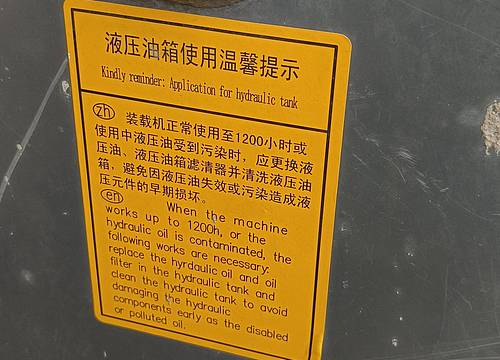 液压油箱使用温馨提示
Kindly reminder: Application for hydraulic tank
zh 装载机正常使用至1200小时或
使用中液压油受到污染时，应更换液
压油、液压油箱滤清器并清洗液压油
箱，避免因液压油失效或污染造成液
压元件的早期损坏。
en When the machine
works up to 1200h, or the
hydraulic oil is contaminated, the
following works are necessary:
replace the hyrdaulic oil and oil
filter in the hydraulic tank and
clean the hydraulic tank to avoid
damaging the hydraulic
components early as the disabled
or polluted oil.